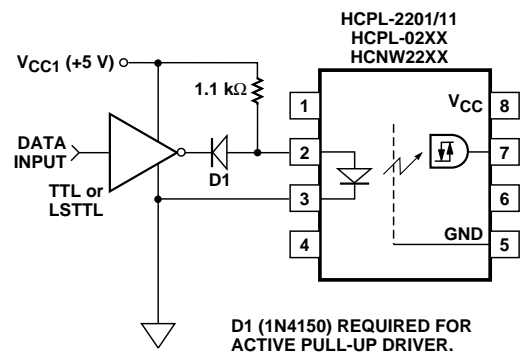 HCPL-2201/11
HCPL-02XX
HCNW22XX
VCC1 (+5 V)
1.1 kΩ
DATA
INPUT
TTL or
LSTTL
D1
1
2
3
4
VCC
8
7
6
GND
5
D1 (1N4150) REQUIRED FOR
ACTIVE PULL-UP DRIVER.